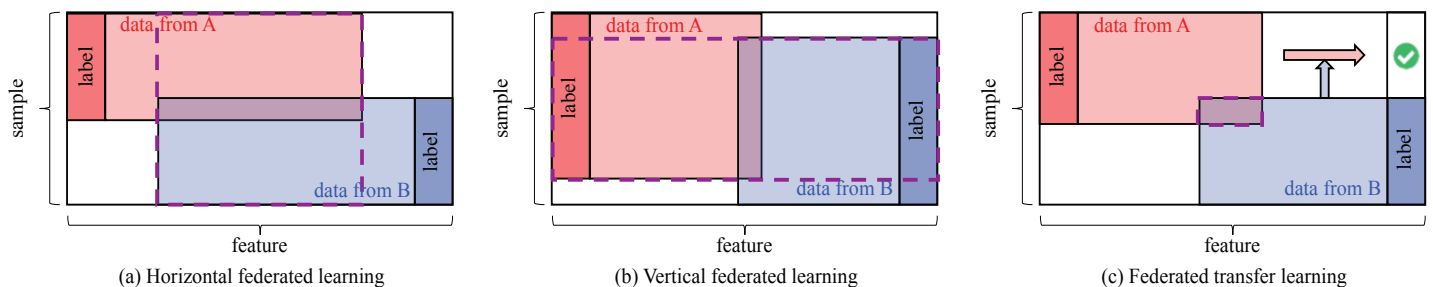 data from A
label
sample
label
data from B
feature
(a) Horizontal federated learning
data from A
label
sample
label
data from B
feature
(b) Vertical federated learning
data from A
label
sample
label
data from B
feature
(c) Federated transfer learning